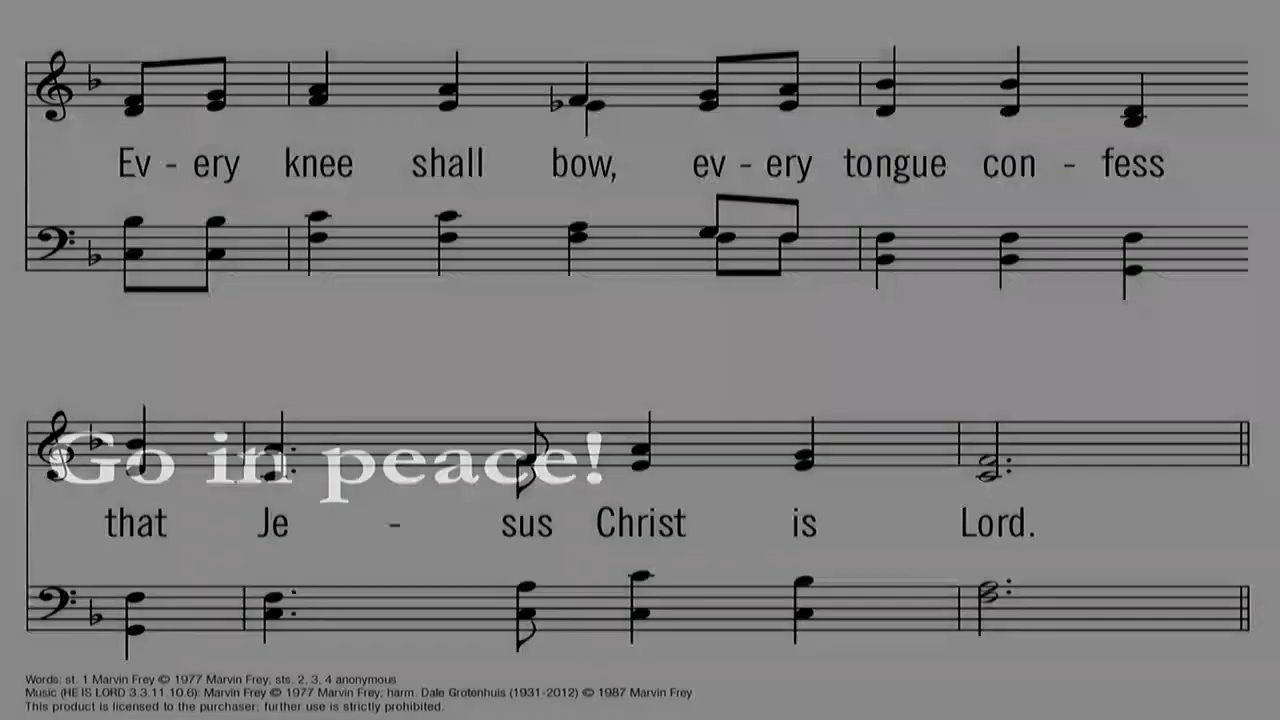 Ev - ery knee shall bow, ev - ery tongue con - fess
Go in peace!
that Je - sus Christ is Lord.
Words: st. 1 Marvin Frey © 1977 Marvin Frey; sts. 2, 3, 4 anonymous
Music (HE IS LORD 3.3.11.10.6): Marvin Frey © 1977 Marvin Frey; harm. Dale Grotenhuis (1931-2012) © 1987 Marvin Frey
This product is licensed to the purchaser; further use is strictly prohibited.